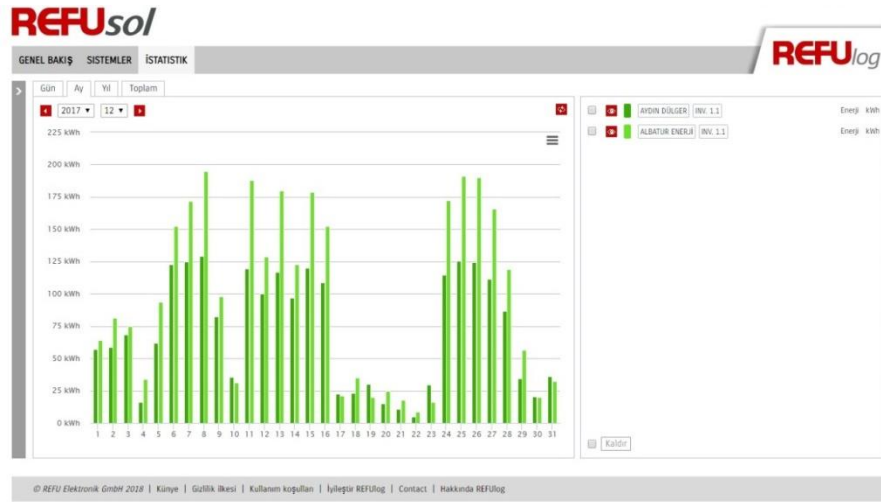 REFUsol
GENEL BAKIŞ SISTEMLER İSTATISTIK
REFUlog
Gün Ay Yıl Toplam
2017 12
225 kWh
200 kWh
175 kWh
150 kWh
125 kWh
100 kWh
75 kWh
50 kWh
25 kWh
0 kWh
1 2 3 4 5 6 7 8 9 10 11 12 13 14 15 16 17 18 19 20 21 22 23 24 25 26 27 28 29 30 31
AYDIN DÜLGER INV. 1.1 Enerji kWh
ALBATUR ENERJİ INV. 1.1 Enerji kWh
Kaldır
© REFU Elektronik GmbH 2018 | Künye | Gizlilik ilkesi | Kullanım koşulları | İyileştir REFUlog | Contact | Hakkında REFUlog